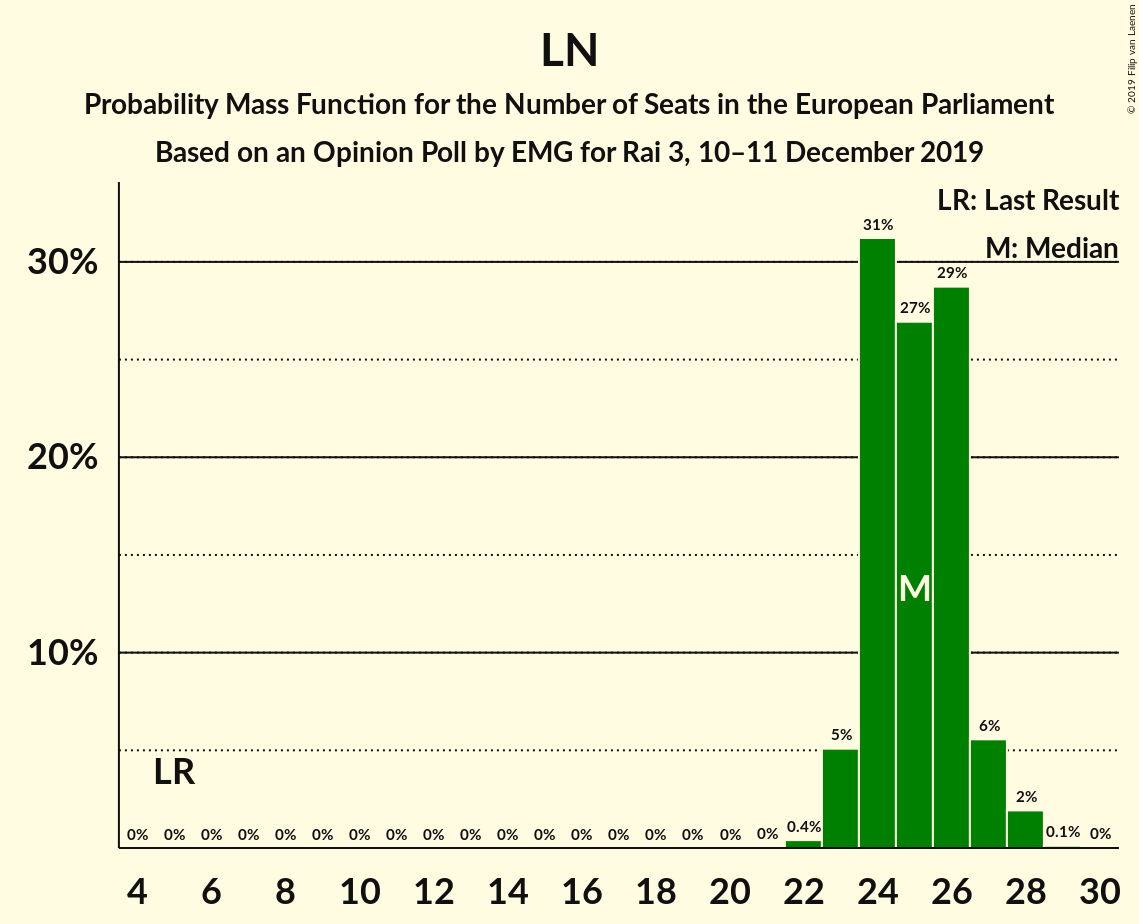 LN
Probability Mass Function for the Number of Seats in the European Parliament
Based on an Opinion Poll by EMG for Rai 3, 10–11 December 2019
© 2019 Filip van Laenen
LR: Last Result
M: Median
30%
20%
10%
31%
29%
27%
M
6%
5%
LR
2%
0% 0% 0% 0% 0% 0% 0% 0% 0% 0% 0% 0% 0% 0% 0% 0% 0% 0% 0.4% 0.1% 0%
4 6 8 10 12 14 16 18 20 22 24 26 28 30